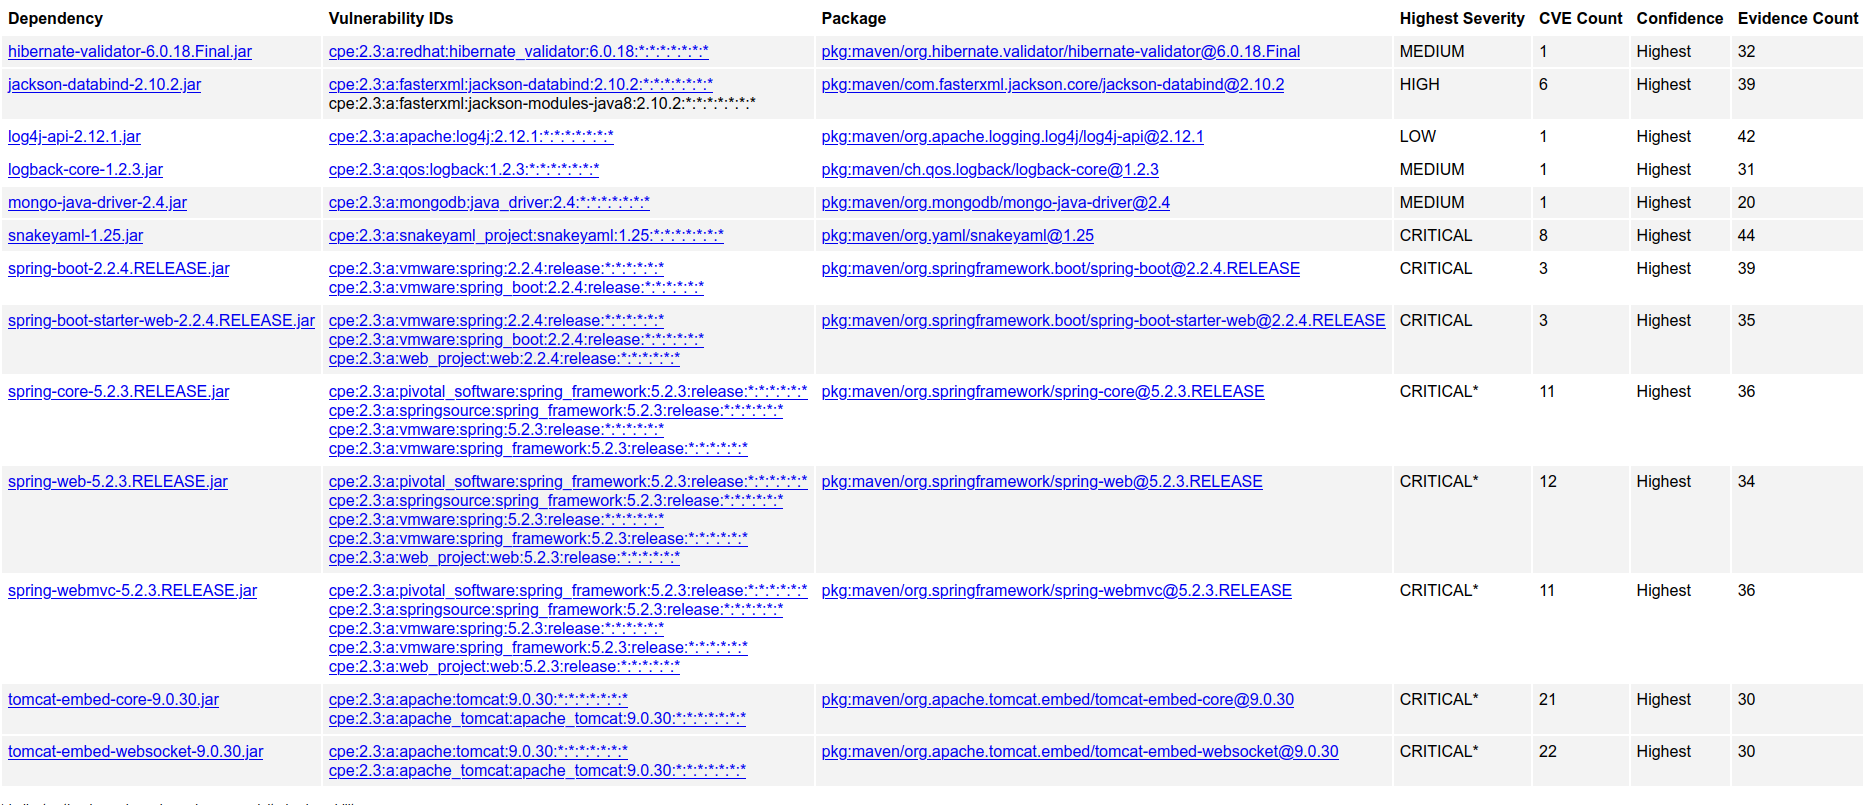 Dependency Vulnerability IDs Package Highest Severity CVE Count Confidence Evidence Count
hibernate-validator-6.0.18.Final.jar cpe:2.3:a:redhat:hibernate_validator:6.0.18:*:*:*:*:*:*:* pkg:maven/org.hibernate.validator/hibernate-validator@6.0.18.Final MEDIUM 1 Highest 32
jackson-databind-2.10.2.jar cpe:2.3:a:fasterxml:jackson-databind:2.10.2:*:*:*:*:*:*:* pkg:maven/com.fasterxml.jackson.core/jackson-databind@2.10.2 HIGH 6 Highest 39
cpe:2.3:a:fasterxml:jackson-modules-java8:2.10.2:*:*:*:*:*:*:*
log4j-api-2.12.1.jar cpe:2.3:a:apache:log4j:2.12.1:*:*:*:*:*:*:* pkg:maven/org.apache.logging.log4j/log4j-api@2.12.1 LOW 1 Highest 42
logback-core-1.2.3.jar cpe:2.3:a:qos:logback:1.2.3:*:*:*:*:*:*:* pkg:maven/ch.qos.logback/logback-core@1.2.3 MEDIUM 1 Highest 31
mongo-java-driver-2.4.jar cpe:2.3:a:mongodb:java_driver:2.4:*:*:*:*:*:*:* pkg:maven/org.mongodb/mongo-java-driver@2.4 MEDIUM 1 Highest 20
snakeyaml-1.25.jar cpe:2.3:a:snakeyaml_project:snakeyaml:1.25:*:*:*:*:*:*:* pkg:maven/org.yaml/snakeyaml@1.25 CRITICAL 8 Highest 44
spring-boot-2.2.4.RELEASE.jar cpe:2.3:a:vmware:spring:2.2.4:release:*:*:*:*:*:* pkg:maven/org.springframework.boot/spring-boot@2.2.4.RELEASE CRITICAL 3 Highest 39
cpe:2.3:a:vmware:spring_boot:2.2.4:release:*:*:*:*:*:*
spring-boot-starter-web-2.2.4.RELEASE.jar cpe:2.3:a:vmware:spring:2.2.4:release:*:*:*:*:*:* pkg:maven/org.springframework.boot/spring-boot-starter-web@2.2.4.RELEASE CRITICAL 3 Highest 35
cpe:2.3:a:vmware:spring_boot:2.2.4:release:*:*:*:*:*:*
cpe:2.3:a:web_project:web:2.2.4:release:*:*:*:*:*:*
spring-core-5.2.3.RELEASE.jar cpe:2.3:a:pivotal_software:spring_framework:5.2.3:release:*:*:*:*:*:* pkg:maven/org.springframework/spring-core@5.2.3.RELEASE CRITICAL* 11 Highest 36
cpe:2.3:a:springsource:spring_framework:5.2.3:release:*:*:*:*:*:*
cpe:2.3:a:vmware:spring:5.2.3:release:*:*:*:*:*:*
cpe:2.3:a:vmware:spring_framework:5.2.3:release:*:*:*:*:*:*
spring-web-5.2.3.RELEASE.jar cpe:2.3:a:pivotal_software:spring_framework:5.2.3:release:*:*:*:*:*:* pkg:maven/org.springframework/spring-web@5.2.3.RELEASE CRITICAL* 12 Highest 34
cpe:2.3:a:springsource:spring_framework:5.2.3:release:*:*:*:*:*:*
cpe:2.3:a:vmware:spring:5.2.3:release:*:*:*:*:*:*
cpe:2.3:a:vmware:spring_framework:5.2.3:release:*:*:*:*:*:*
cpe:2.3:a:web_project:web:5.2.3:release:*:*:*:*:*:*
spring-webmvc-5.2.3.RELEASE.jar cpe:2.3:a:pivotal_software:spring_framework:5.2.3:release:*:*:*:*:*:* pkg:maven/org.springframework/spring-webmvc@5.2.3.RELEASE CRITICAL* 11 Highest 36
cpe:2.3:a:springsource:spring_framework:5.2.3:release:*:*:*:*:*:*
cpe:2.3:a:vmware:spring:5.2.3:release:*:*:*:*:*:*
cpe:2.3:a:vmware:spring_framework:5.2.3:release:*:*:*:*:*:*
cpe:2.3:a:web_project:web:5.2.3:release:*:*:*:*:*:*
tomcat-embed-core-9.0.30.jar cpe:2.3:a:apache:tomcat:9.0.30:*:*:*:*:*:*:* pkg:maven/org.apache.tomcat.embed/tomcat-embed-core@9.0.30 CRITICAL* 21 Highest 30
cpe:2.3:a:apache_tomcat:apache_tomcat:9.0.30:*:*:*:*:*:*:*
tomcat-embed-websocket-9.0.30.jar cpe:2.3:a:apache:tomcat:9.0.30:*:*:*:*:*:*:* pkg:maven/org.apache.tomcat.embed/tomcat-embed-websocket@9.0.30 CRITICAL* 22 Highest 30
cpe:2.3:a:apache_tomcat:apache_tomcat:9.0.30:*:*:*:*:*:*:*